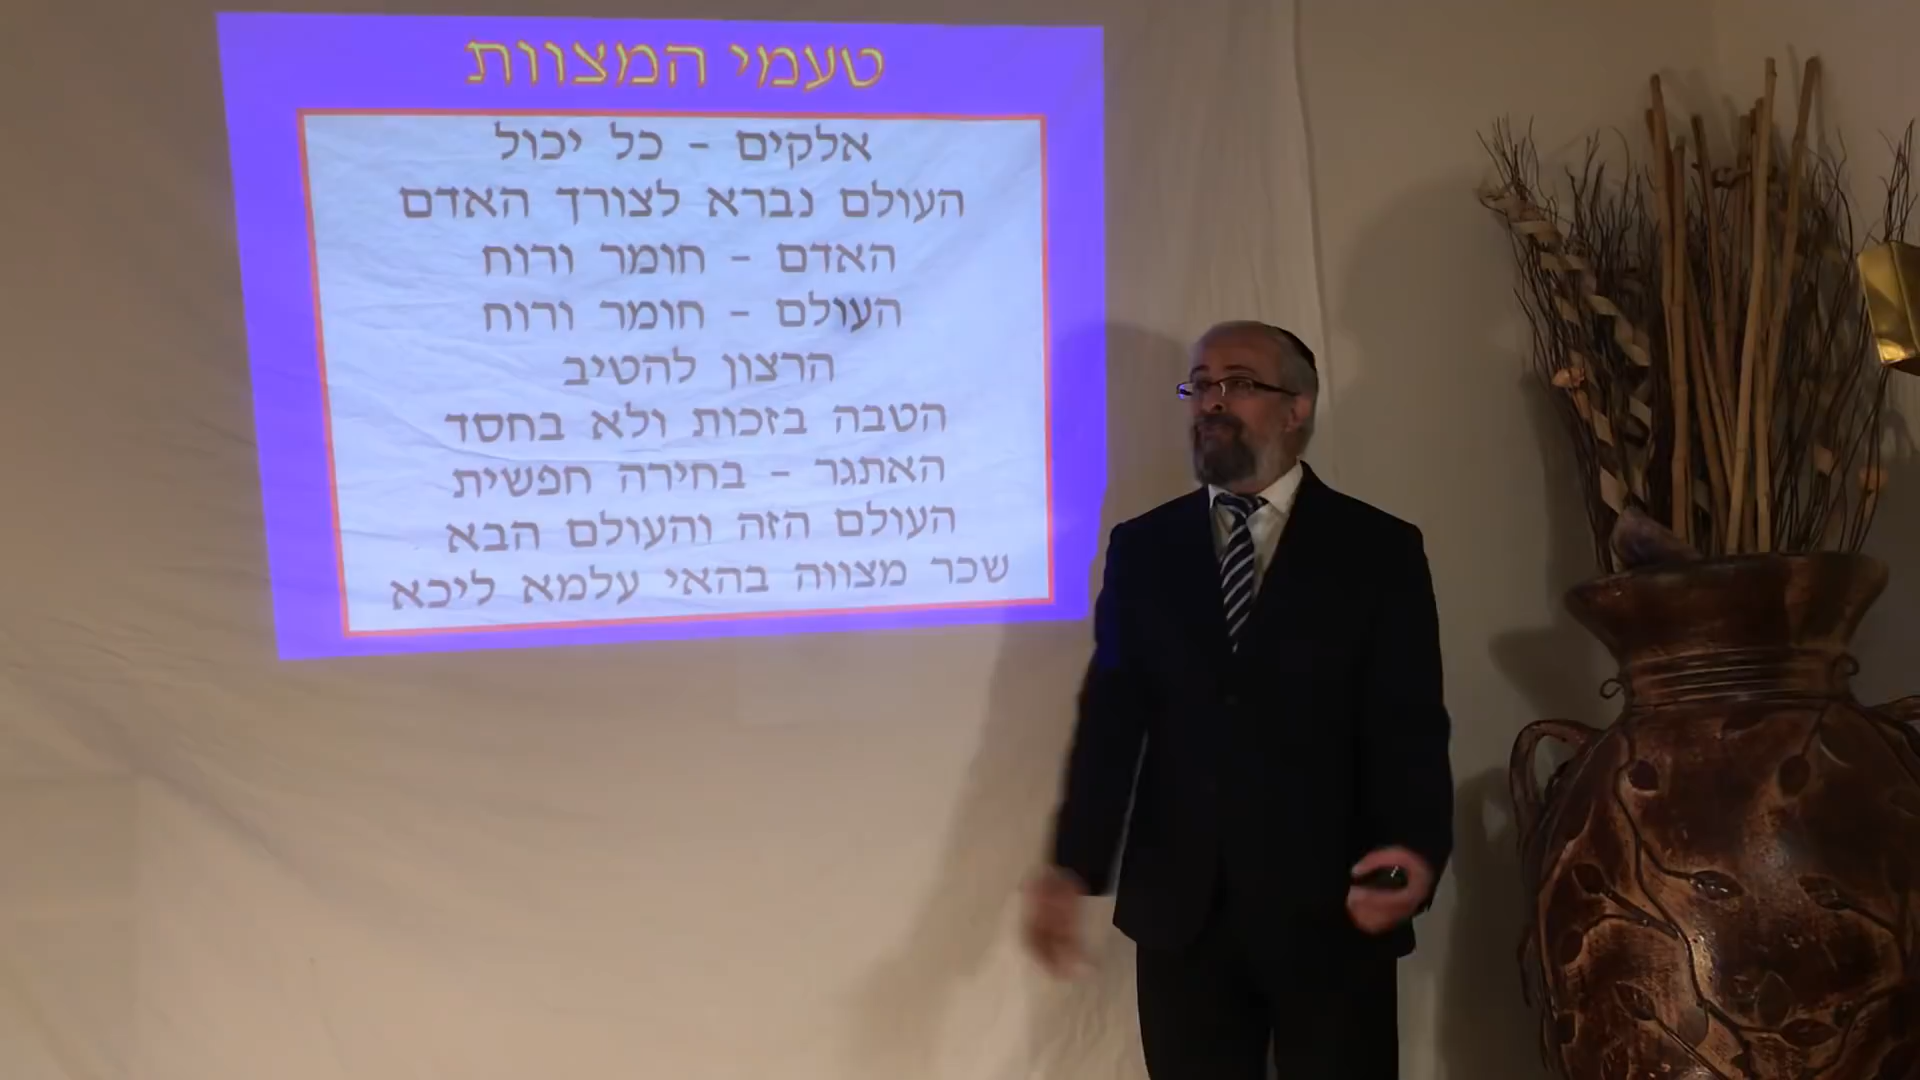 טעמי המצוות
אלקים - כל יכול
העולם נברא לצורך האדם
האדם - חומר ורוח
העולם - חומר ורוח
הרצון להטיב
הטבה בזכות ולא בחסד
האתגר - בחירה חפשית
העולם הזה והעולם הבא
שכר מצווה בהאי עלמא ליכא